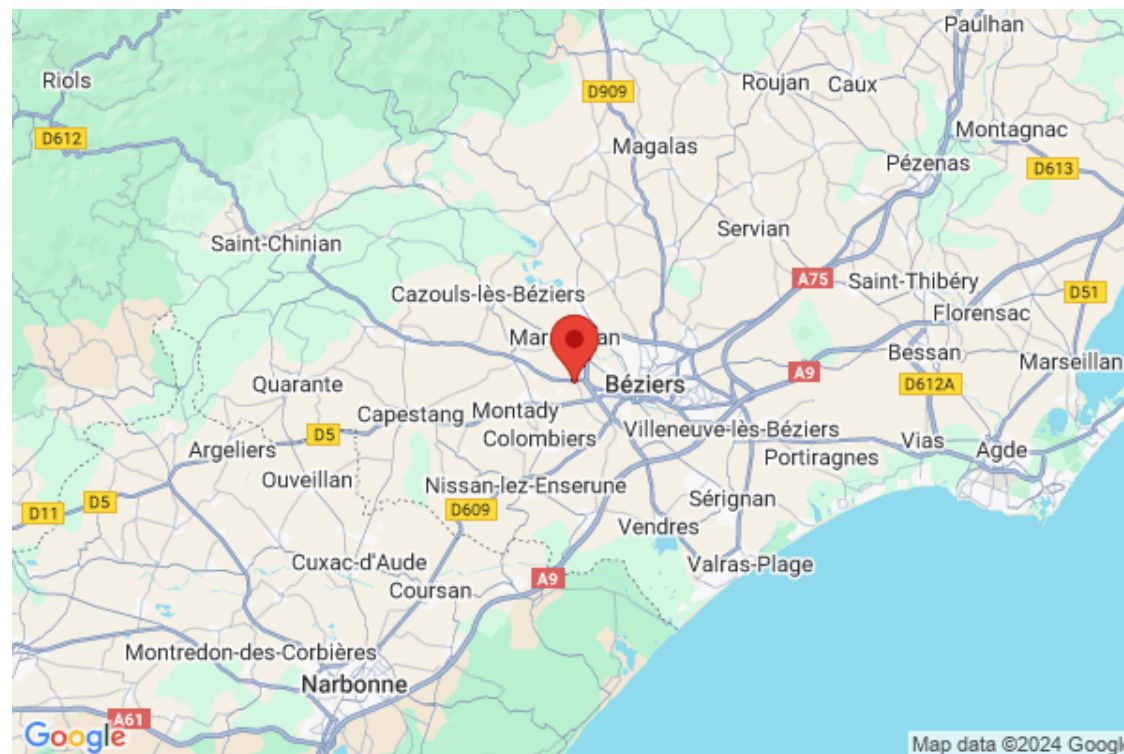 Paulhan
Riols
Roujan
Caux
D909
D612
Montagnac
Magalas
Pézenas
D613
Servian
Saint-Chinian
A75
Saint-Thibéry
Cazouls-lès-Béziers
D51
Florensac
Bessan
Marseillan
A9
Quarante
Béziers
D612A
Capestang
Montady
D5
Colombiers
Villeneuve-lès-Béziers
Vias
Agde
Argeliers
Portiragnes
Ouveillan
Nissan-lez-Enserune
Sérignan
D5
D11
D609
Vendres
Cuxac-d'Aude
Valras-Plage
A9
Coursan
Montredon-des-Corbières
Narbonne
A61
Google
Map data ©2024 Google